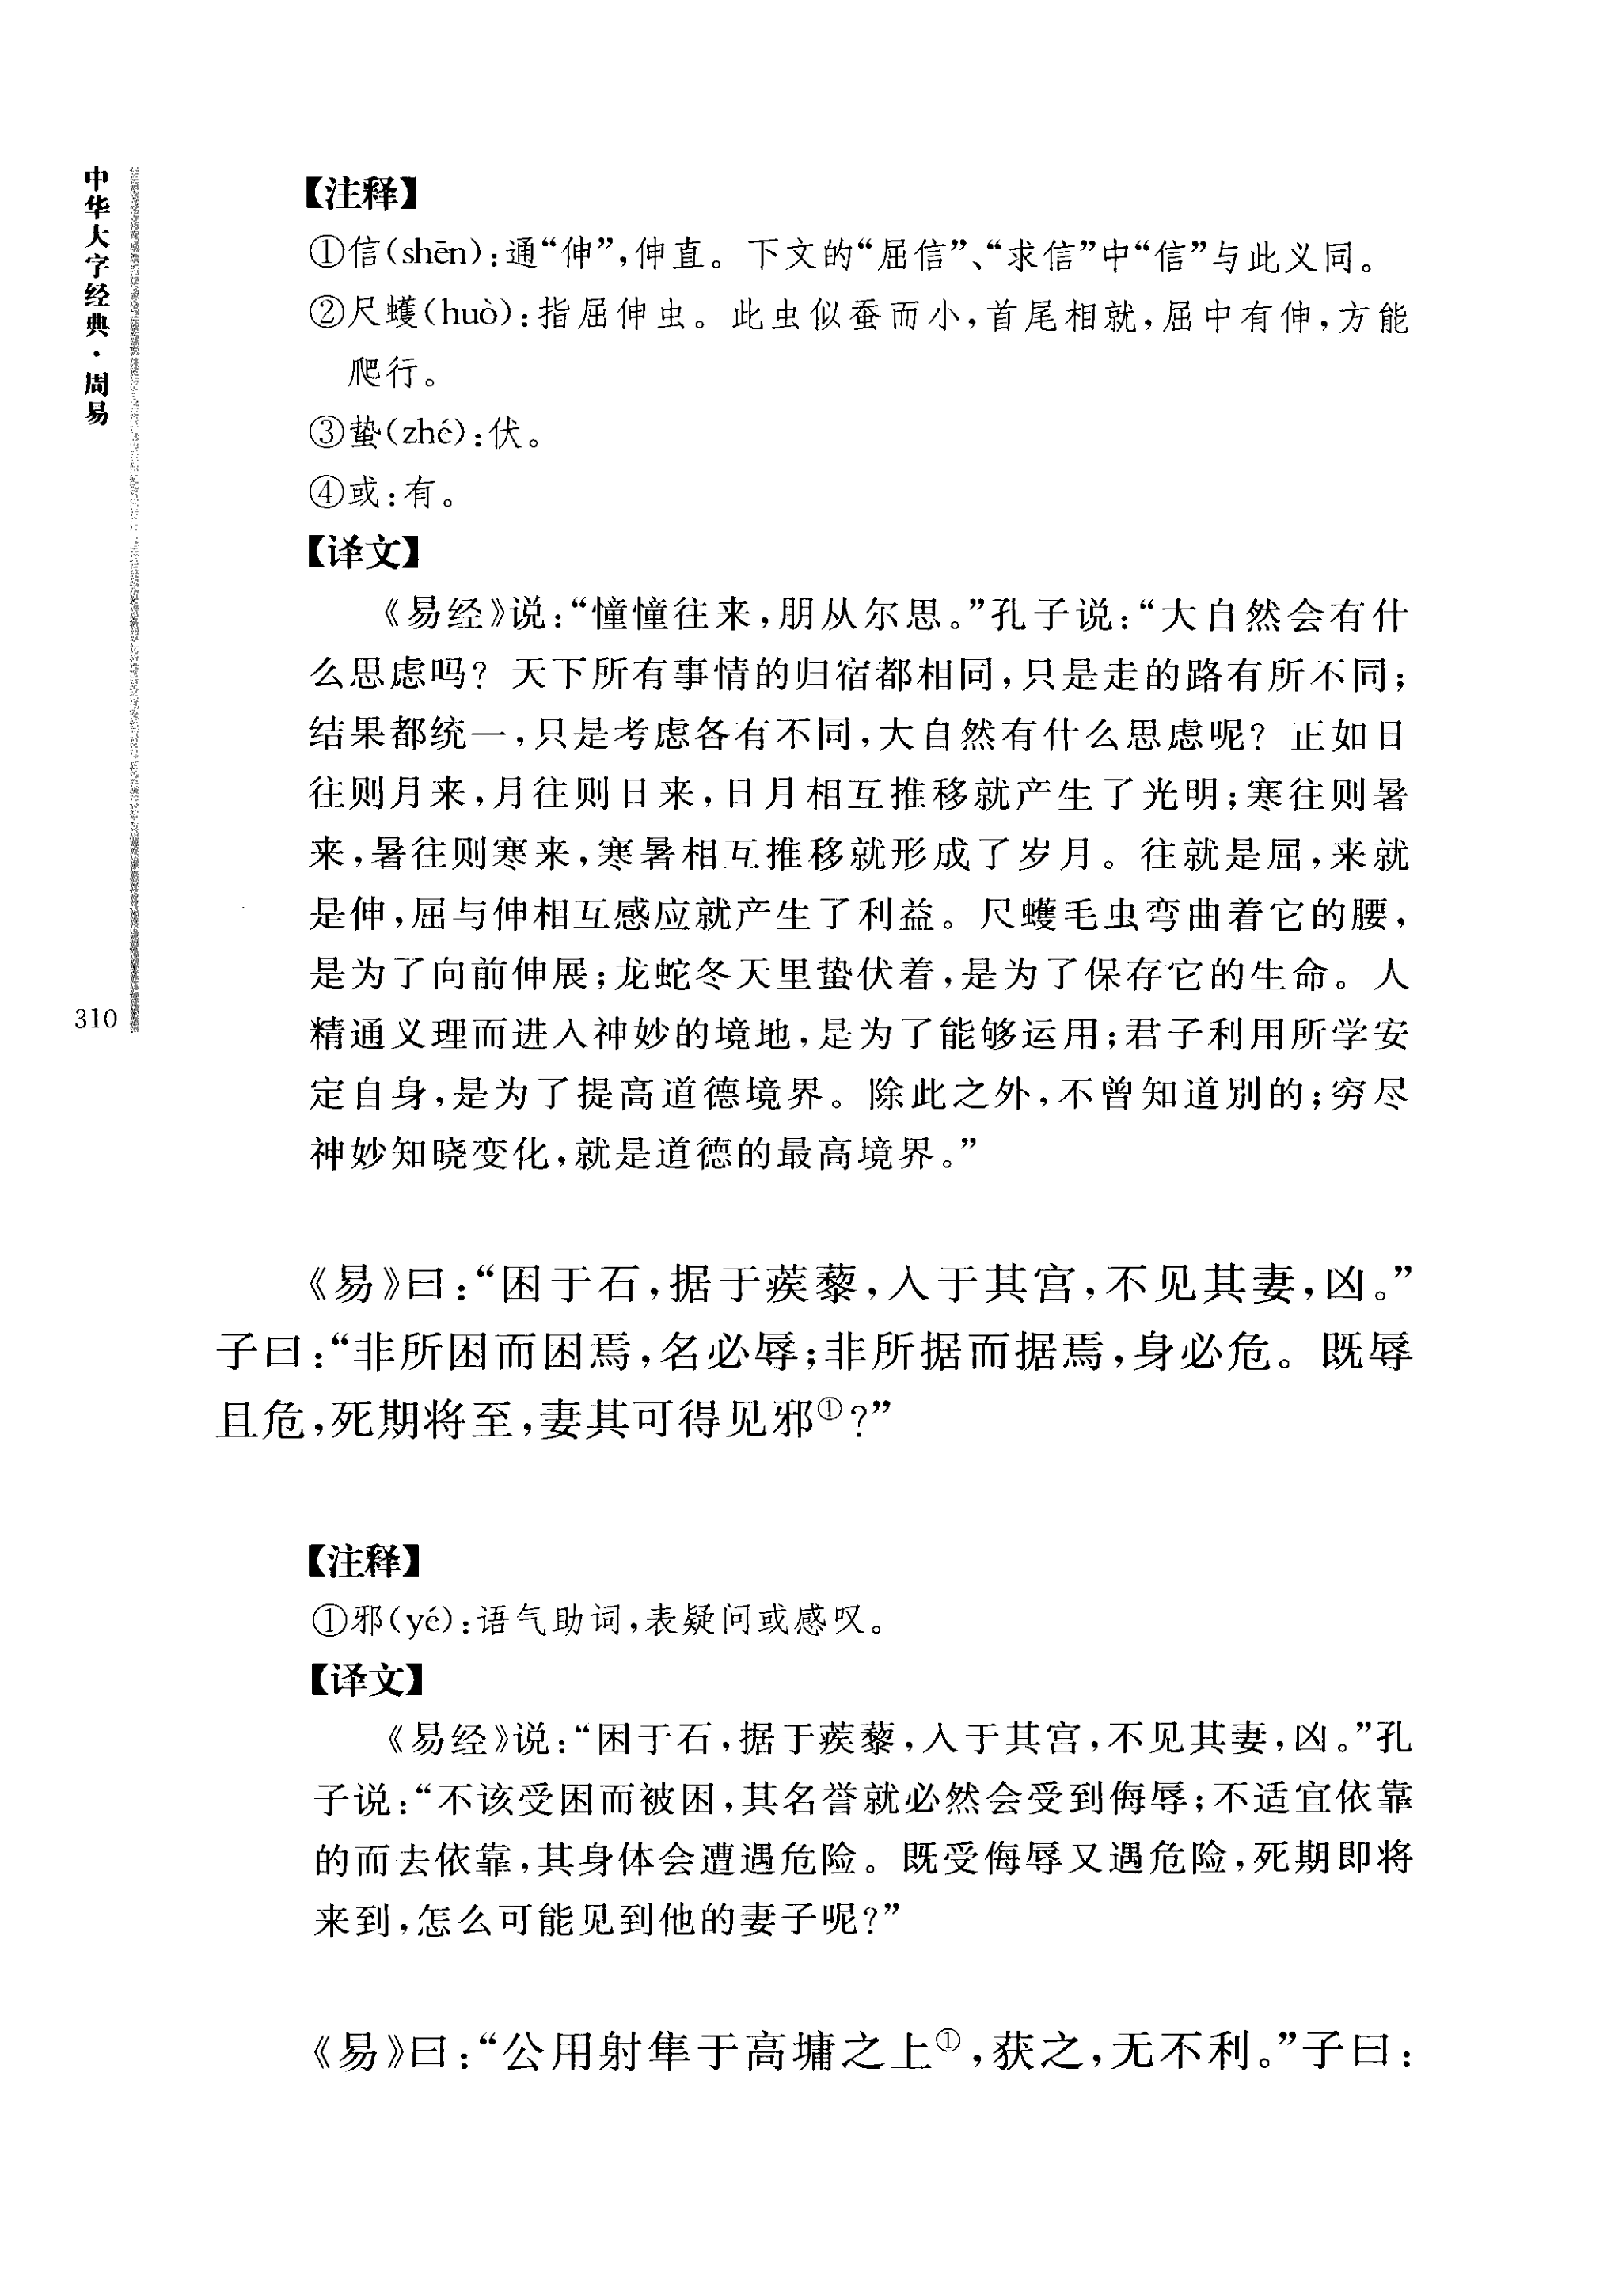 中华大字经典·周易
310
【注释】
①信(shēn):通“伸”,伸直。下文的“屈信”、“求信”中“信”与此义同。
②尺蠖(huò):指屈伸虫。此虫似蚕而小,首尾相就,屈中有伸,方能
爬行。
③蛰(zhé):伏。
④或:有。
【译文】
《易经》说:“憧憧往来,朋从尔思。”孔子说:“大自然会有什
么思虑吗?天下所有事情的归宿都相同,只是走的路有所不同;
结果都统一,只是考虑各有不同,大自然有什么思虑呢?正如日
往则月来,月往则日来,日月相互推移就产生了光明;寒往则暑
来,暑往则寒来,寒暑相互推移就形成了岁月。往就是屈,来就
是伸,屈与伸相互感应就产生了利益。尺蠖毛虫弯曲着它的腰,
是为了向前伸展;龙蛇冬天里蛰伏着,是为了保存它的生命。人
精通义理而进入神妙的境地,是为了能够运用;君子利用所学安
定自身,是为了提高道德境界。除此之外,不曾知道别的;穷尽
神妙知晓变化,就是道德的最高境界。”
《易》曰:“困于石,据于蒺藜,入于其宫,不见其妻,凶。”
子曰:“非所困而困焉,名必辱;非所据而据焉,身必危。既辱
且危,死期将至,妻其可得见邪①?”
【注释】
①邪(yé):语气助词,表疑问或感叹。
【译文】
《易经》说:“困于石,据于蒺藜,入于其宫,不见其妻,凶。”孔
子说:“不该受困而被困,其名誉就必然会受到侮辱;不适宜依靠
的而去依靠,其身体会遭遇危险。既受侮辱又遇危险,死期即将
来到,怎么可能见到他的妻子呢?”
《易》曰:“公用射隼于高墉之上①,获之,无不利。”子曰: